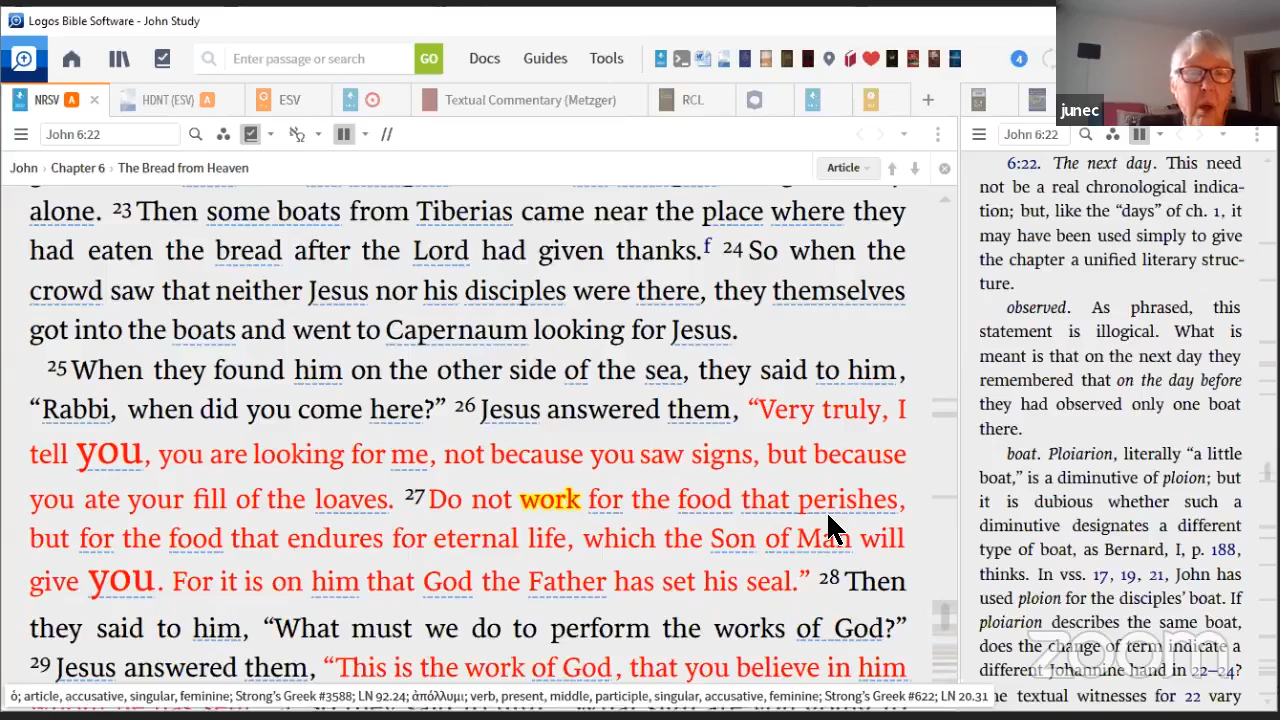 Logos Bible Software - John Study
Enter passage or search
GO
Docs
Guides
Tools
4
NRSV
A
HDNT (ESV)
A
ESV
Textual Commentary (Metzger)
RCL
junec
John 6:22
John 6:22
John › Chapter 6 › The Bread from Heaven
Article
alone. 23 Then some boats from Tiberias came near the place where they
had eaten the bread after the Lord had given thanks.f 24 So when the
crowd saw that neither Jesus nor his disciples were there, they themselves
got into the boats and went to Capernaum looking for Jesus.
25 When they found him on the other side of the sea, they said to him,
“Rabbi, when did you come here?” 26 Jesus answered them, “Very truly, I
tell you, you are looking for me, not because you saw signs, but because
you ate your fill of the loaves. 27 Do not work for the food that perishes,
but for the food that endures for eternal life, which the Son of Man will
give you. For it is on him that God the Father has set his seal.” 28 Then
they said to him, “What must we do to perform the works of God?”
29 Jesus answered them, “This is the work of God, that you believe in him
ὁ; article, accusative, singular, feminine; Strong's Greek #3588; LN 92.24; ἀπόλλυμι; verb, present, middle, participle, singular, accusative, feminine; Strong's Greek #622; LN 20.31
6:22. The next day. This need
not be a real chronological indica-
tion; but, like the “days” of ch. 1, it
may have been used simply to give
the chapter a unified literary struc-
ture.
observed. As phrased, this
statement is illogical. What is
meant is that on the next day they
remembered that on the day before
they had observed only one boat
there.
boat. Ploiarion, literally “a little
boat,” is a diminutive of ploion; but
it is dubious whether such a
diminutive designates a different
type of boat, as Bernard, I, p. 188,
thinks. In vss. 17, 19, 21, John has
used ploion for the disciples’ boat. If
ploiarion describes the same boat,
does the change of term indicate a
different Johannine hand in 22–24?
The textual witnesses for 22 vary
zoom